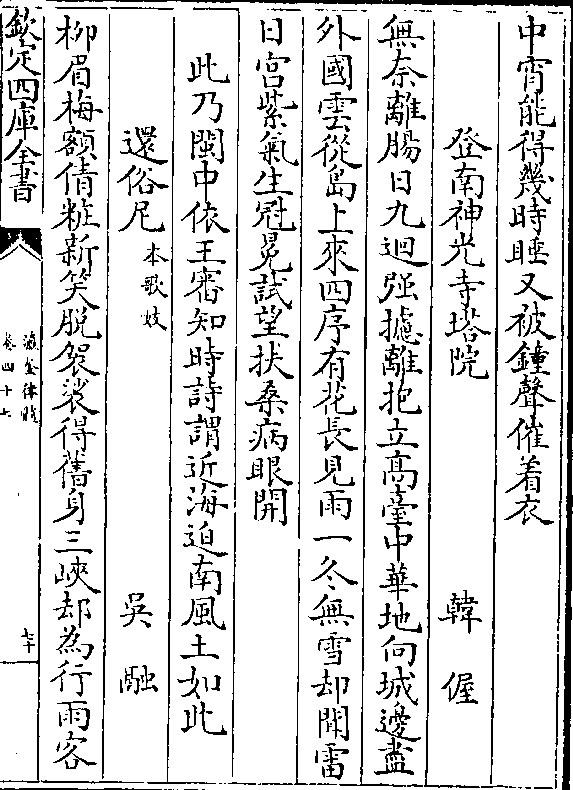 中宵能得幾時睡又被鐘聲催着衣
登南神光寺塔院 韓偓
無奈離腸日九迴强攄離抱立髙臺中華地向城邊盡
外國雲從島上來四序有花長見雨一冬無雪却聞雷
日宮紫氣生冠冕試望扶桑病眼開
此乃閩中依王審知時詩謂近海迫南風土如此
還俗尼 本歌妓 吳融
柳眉梅額倩粧新笑脱袈裟得舊身三峽却為行雨客
欽定四庫全書
瀛奎律髓
卷四十七
七十